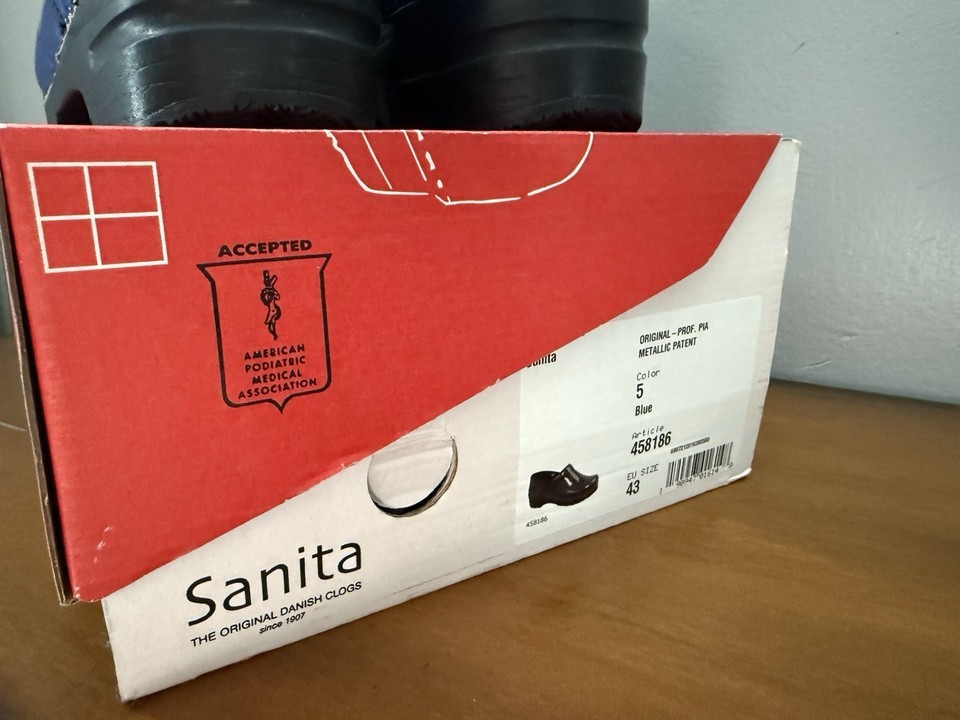 ACCEPTED
AMERICAN
PODIATRIC
MEDICAL
ASSOCIATION
Sanita
THE ORIGINAL DANISH CLOGS
since 1907
Sanita
ORIGINAL – PROF. PIA
METALLIC PATENT
Color
5
Blue
Article
458186
EU SIZE
43
458186